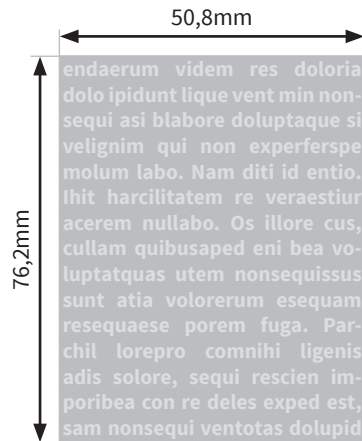 50,8mm
76,2mm
endaerum videm res doloria
dolo ipidunt lique vent min non-
sequi asi blabore doluptaque si
velignim qui non experferspe
molum labo. Nam diti id entio.
Ihit harcilitatem re veraestiur
acerem nullabo. Os illore cus,
cullam quibusaped eni bea vo-
luptatquas utem nonsequissus
sunt atia volorerum esequam
resequaese porem fuga. Par-
chil lorepro comnihi ligenis
adis solore, sequi rescien im-
poribea con re deles exped est,
sam nonsequi ventotas dolupid